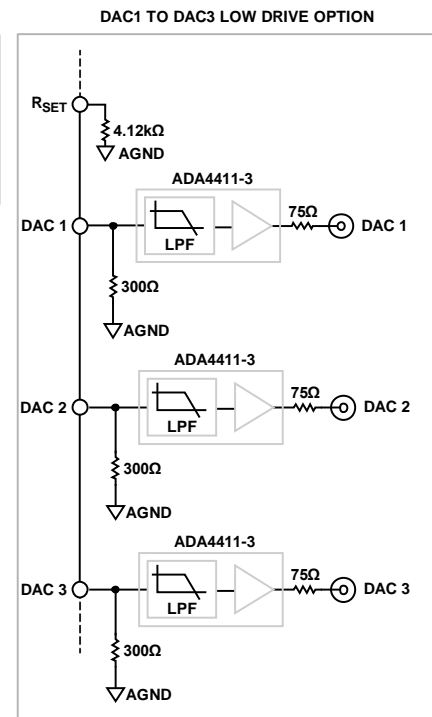 DAC1 TO DAC3 LOW DRIVE OPTION
RSET
4.12kΩ
AGND
ADA4411-3
DAC 1
LPF
75Ω
DAC 1
300Ω
AGND
ADA4411-3
DAC 2
LPF
75Ω
DAC 2
300Ω
AGND
ADA4411-3
DAC 3
LPF
75Ω
DAC 3
300Ω
AGND